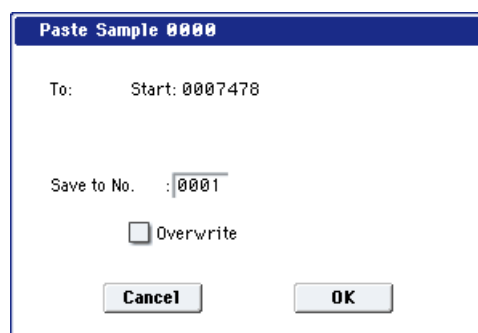 Paste Sample 0000
To: Start: 0007478
Save to No. :0001
Overwrite
Cancel OK